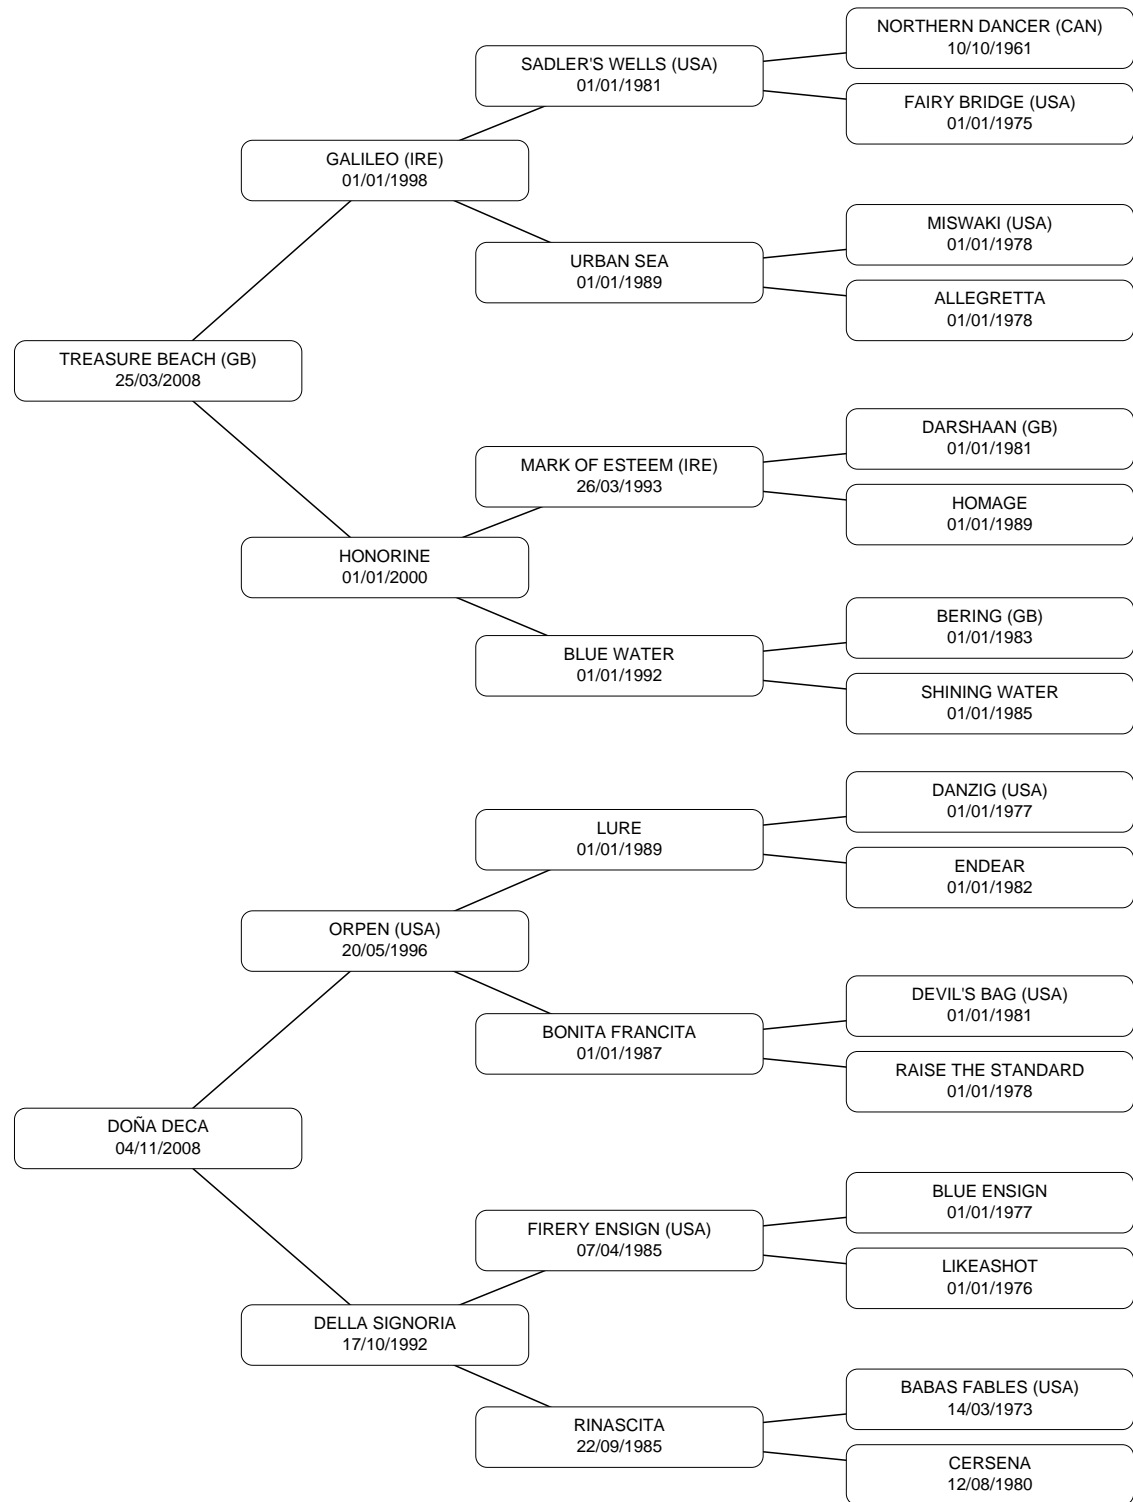 NORTHERN DANCER (CAN)
10/10/1961
SADLER'S WELLS (USA)
01/01/1981
FAIRY BRIDGE (USA)
01/01/1975
GALILEO (IRE)
01/01/1998
MISWAKI (USA)
01/01/1978
URBAN SEA
01/01/1989
ALLEGRETTA
01/01/1978
TREASURE BEACH (GB)
25/03/2008
DARSHAAN (GB)
01/01/1981
MARK OF ESTEEM (IRE)
26/03/1993
HOMAGE
01/01/1989
HONORINE
01/01/2000
BERING (GB)
01/01/1983
BLUE WATER
01/01/1992
SHINING WATER
01/01/1985
DANZIG (USA)
01/01/1977
LURE
01/01/1989
ENDEAR
01/01/1982
ORPEN (USA)
20/05/1996
DEVIL'S BAG (USA)
01/01/1981
BONITA FRANCITA
01/01/1987
RAISE THE STANDARD
01/01/1978
DOÑA DECA
04/11/2008
BLUE ENSIGN
01/01/1977
FIRERY ENSIGN (USA)
07/04/1985
LIKEASHOT
01/01/1976
DELLA SIGNORIA
17/10/1992
BABAS FABLES (USA)
14/03/1973
RINASCITA
22/09/1985
CERSENA
12/08/1980